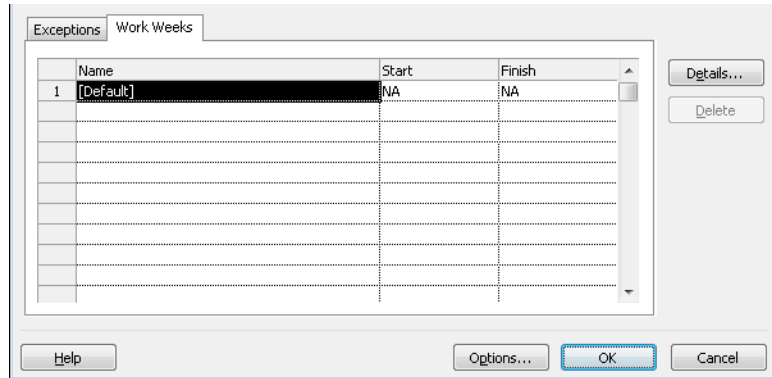 Exceptions Work Weeks
Name Start Finish
Details...
1 [Default] NA NA
Delete
Help Options... OK Cancel